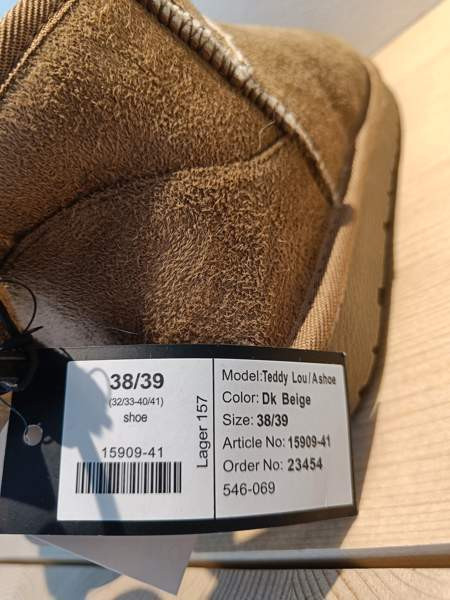 38/39
(32/33-40/41)
shoe
15909-41
Lager 157
Model:Teddy Lou/Ashoe
Color: Dk Beige
Size: 38/39
Article No: 15909-41
Order No: 23454
546-069